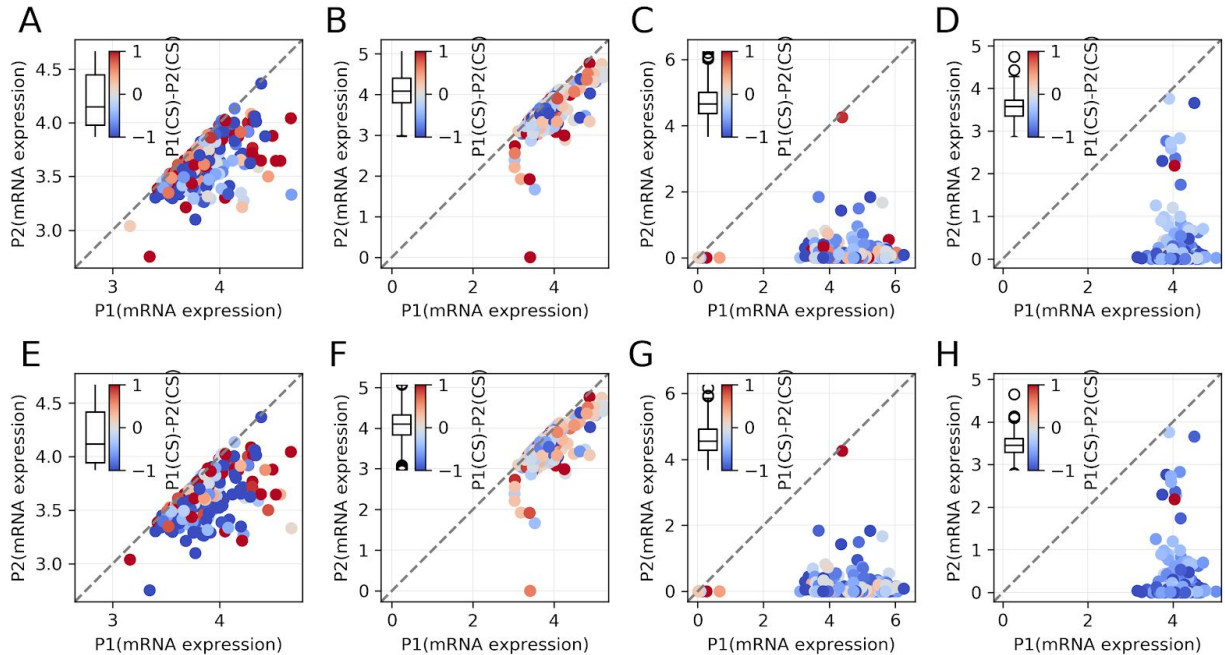 A
P2(mRNA expression)
4.5
4.0
3.5
3.0
1
0
−1
P1(CS)-P2(CS)
3
4
P1(mRNA expression)
B
P2(mRNA expression)
5
4
3
2
1
0
1
0
−1
P1(CS)-P2(CS)
0
2
4
P1(mRNA expression)
C
P2(mRNA expression)
6
4
2
0
1
0
−1
P1(CS)-P2(CS)
0
2
4
6
P1(mRNA expression)
D
P2(mRNA expression)
5
4
3
2
1
0
1
0
−1
P1(CS)-P2(CS)
0
2
4
P1(mRNA expression)
E
P2(mRNA expression)
4.5
4.0
3.5
3.0
1
0
−1
P1(CS)-P2(CS)
3
4
P1(mRNA expression)
F
P2(mRNA expression)
5
4
3
2
1
0
1
0
−1
P1(CS)-P2(CS)
0
2
4
P1(mRNA expression)
G
P2(mRNA expression)
6
4
2
0
1
0
−1
P1(CS)-P2(CS)
0
2
4
6
P1(mRNA expression)
H
P2(mRNA expression)
5
4
3
2
1
0
1
0
−1
P1(CS)-P2(CS)
0
2
4
P1(mRNA expression)